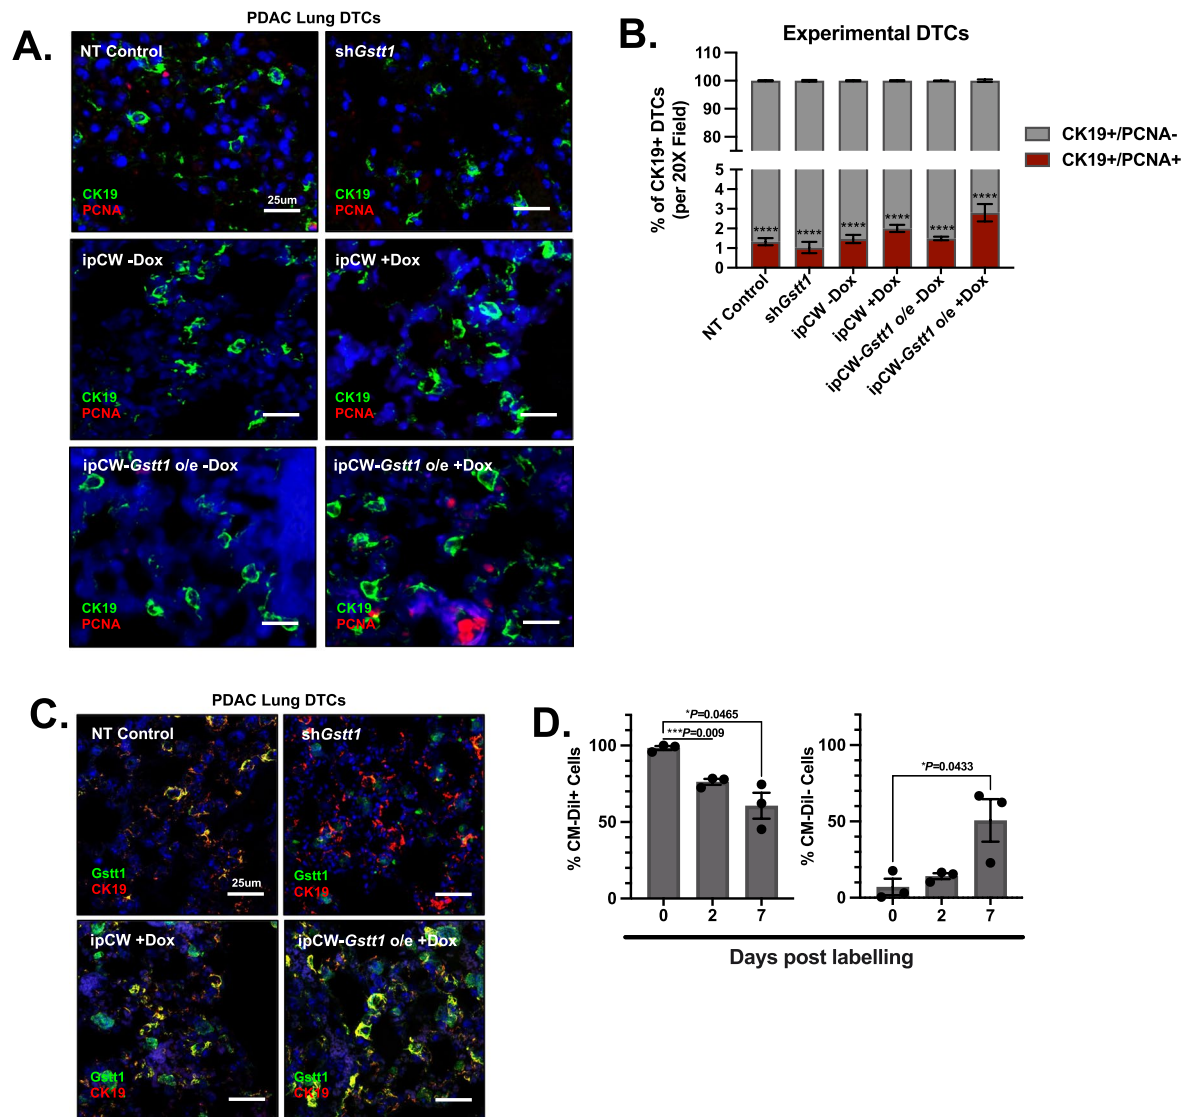 A.
PDAC Lung DTCs
NT Control
CK19
PCNA
25um
shGstt1
CK19
PCNA
ipCW -Dox
CK19
PCNA
ipCW +Dox
CK19
PCNA
ipCW-Gstt1 o/e -Dox
CK19
PCNA
ipCW-Gstt1 o/e +Dox
CK19
PCNA
B.
Experimental DTCs
% of CK19+ DTCs
(per 20X Field)
110
100
90
80
5
4
3
2
1
0
****
****
****
****
****
****
NT Control
shGstt1
ipCW -Dox
ipCW +Dox
ipCW-Gstt1 o/e -Dox
ipCW-Gstt1 o/e +Dox
CK19+/PCNA-
CK19+/PCNA+
C.
PDAC Lung DTCs
NT Control
Gstt1
CK19
25um
shGstt1
Gstt1
CK19
ipCW +Dox
Gstt1
CK19
ipCW-Gstt1 o/e +Dox
Gstt1
CK19
D.
% CM-Dil+ Cells
100
50
0
*P=0.0465
***P=0.009
0 2 7
% CM-Dil- Cells
100
50
0
*P=0.0433
0 2 7
Days post labelling